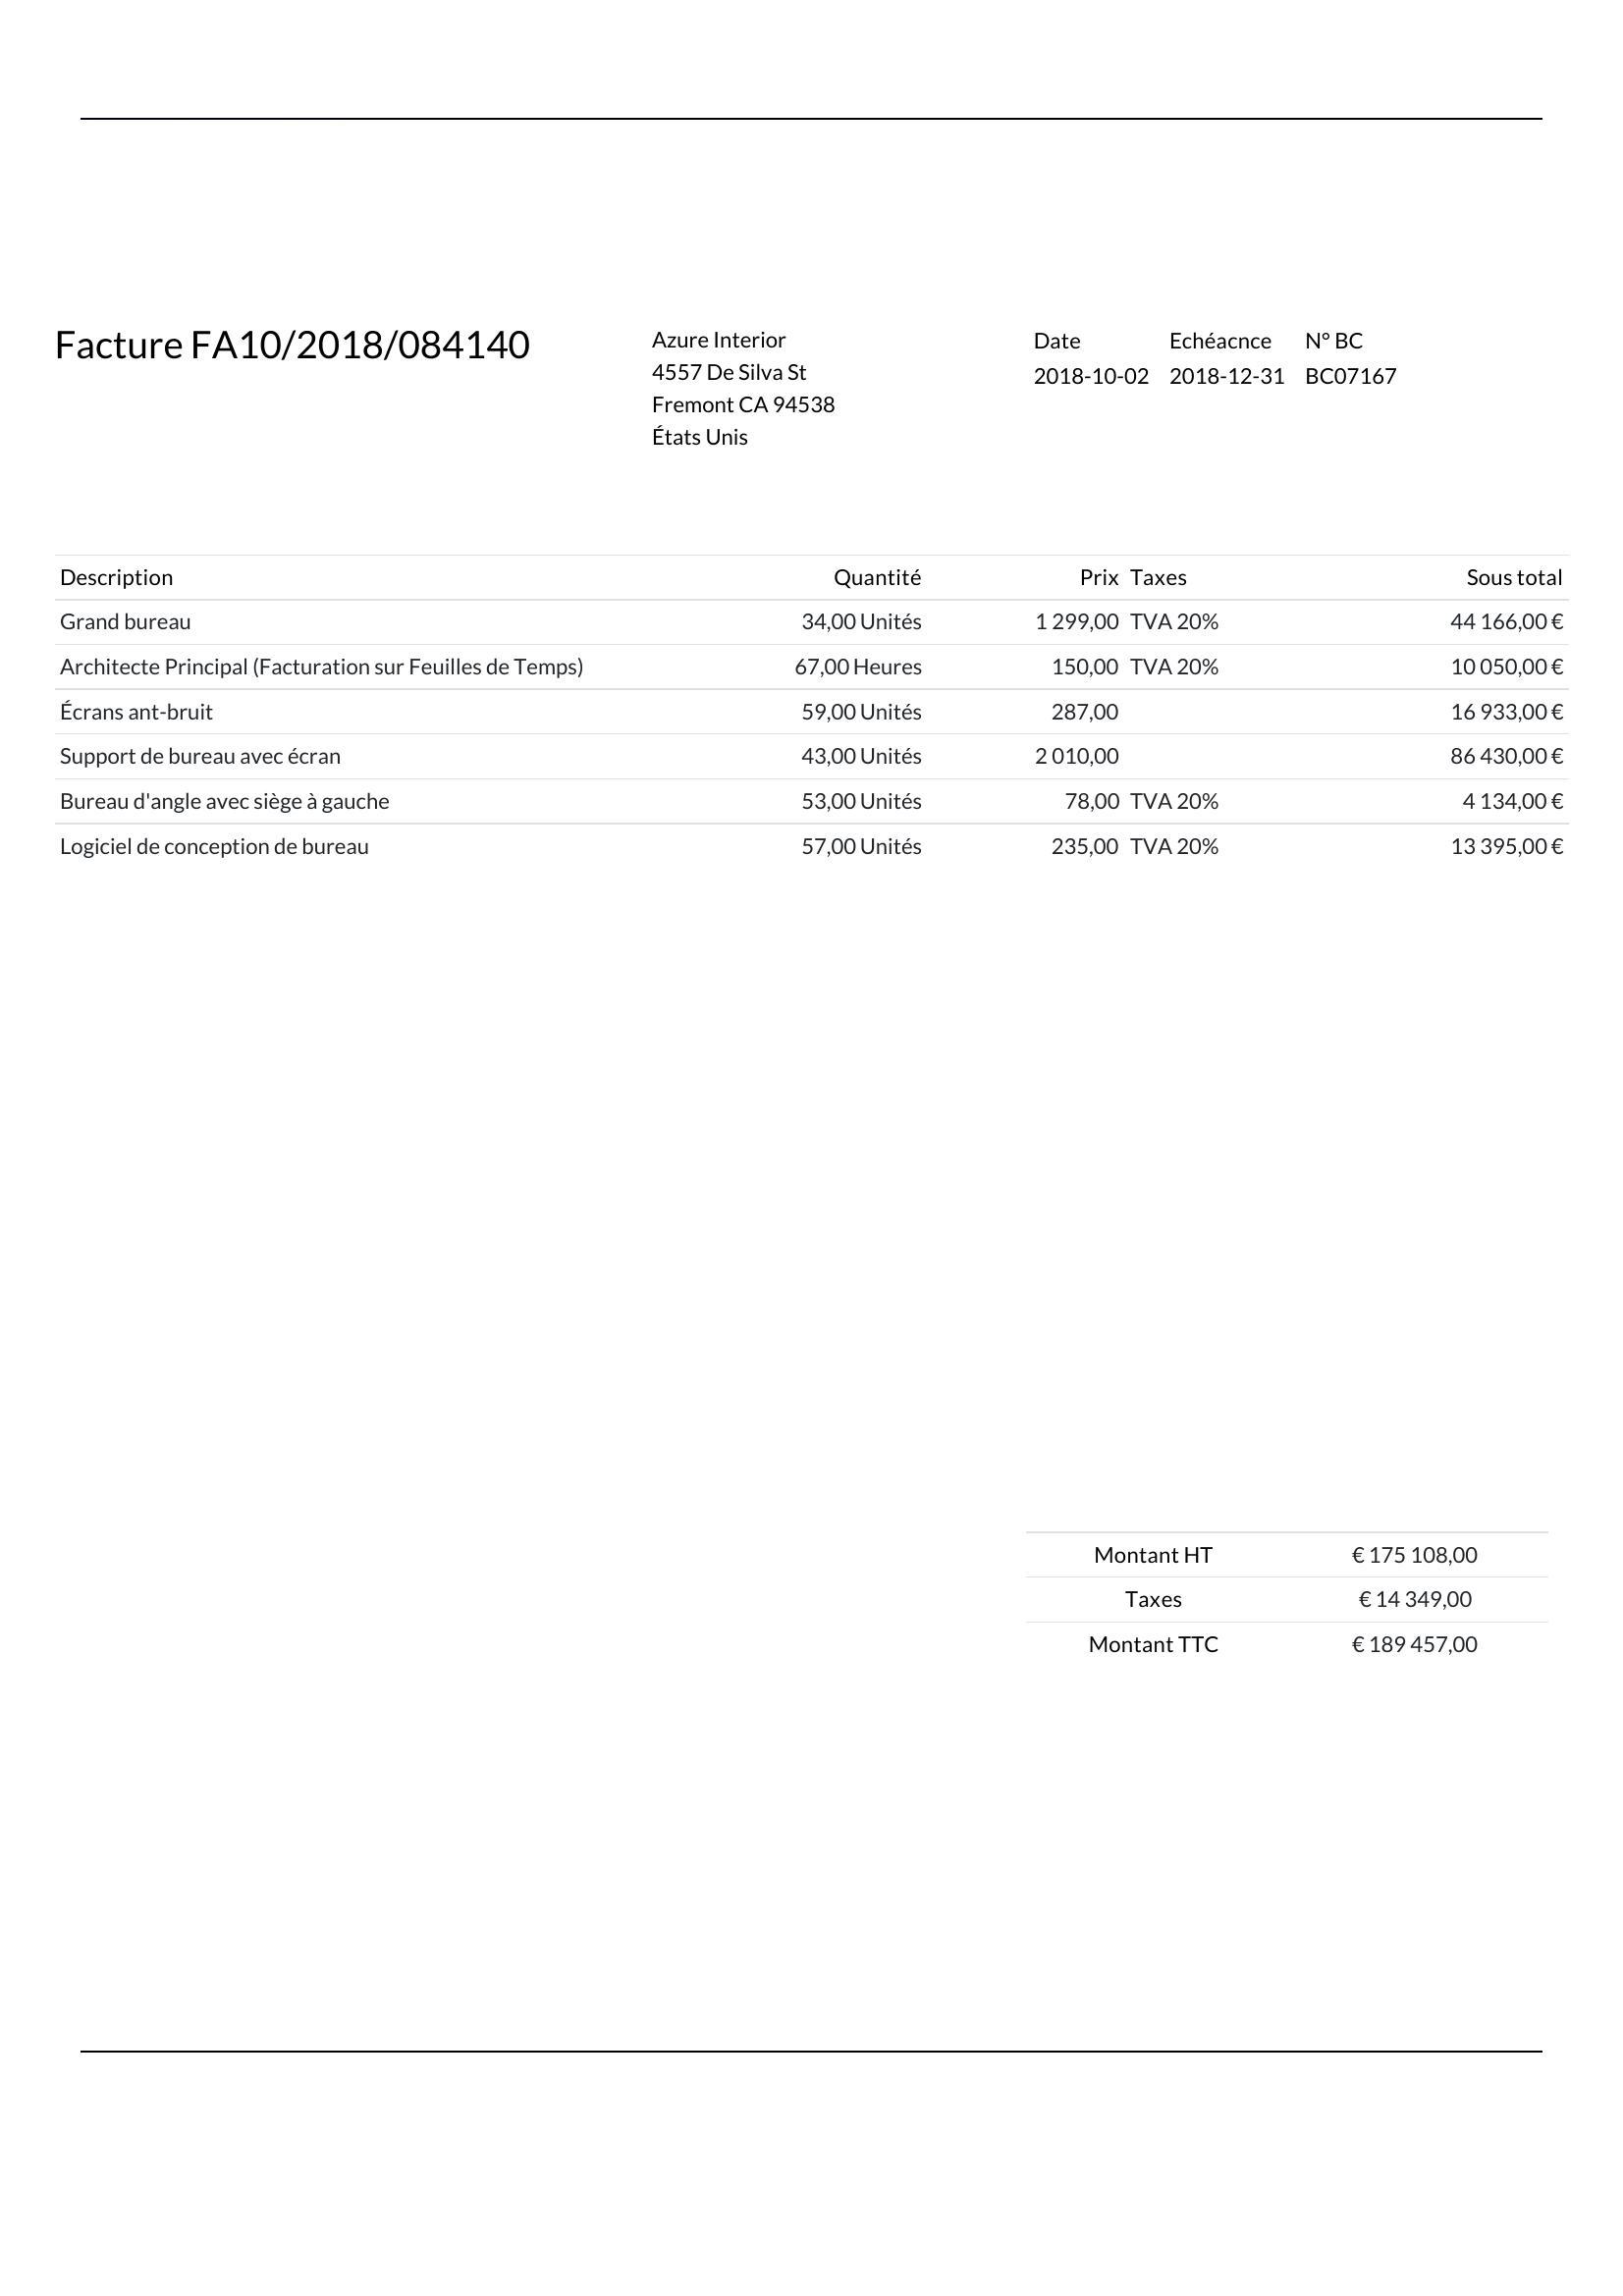 Facture FA10/2018/084140
Azure Interior
4557 De Silva St
Fremont CA 94538
États Unis
Date Echéacnce N° BC
2018-10-02 2018-12-31 BC07167
Description Quantité Prix Taxes Sous total
Grand bureau 34,00 Unités 1 299,00 TVA 20% 44 166,00 €
Architecte Principal (Facturation sur Feuilles de Temps) 67,00 Heures 150,00 TVA 20% 10 050,00 €
Écrans ant-bruit 59,00 Unités 287,00 16 933,00 €
Support de bureau avec écran 43,00 Unités 2 010,00 86 430,00 €
Bureau d'angle avec siège à gauche 53,00 Unités 78,00 TVA 20% 4 134,00 €
Logiciel de conception de bureau 57,00 Unités 235,00 TVA 20% 13 395,00 €
Montant HT € 175 108,00
Taxes € 14 349,00
Montant TTC € 189 457,00